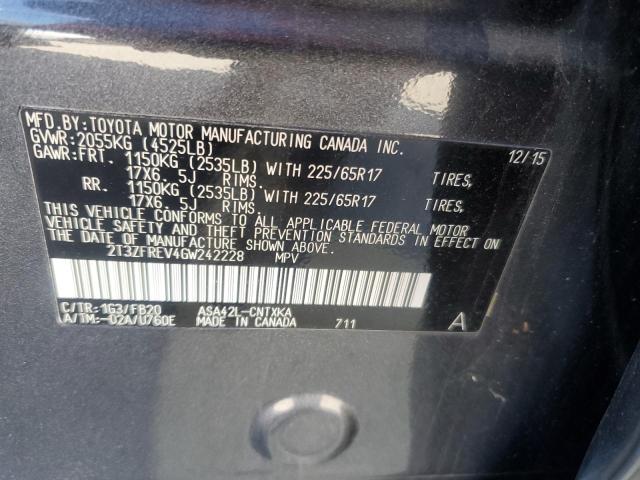 MFD.BY:TOYOTA MOTOR MANUFACTURING CANADA INC.
GVWR:2055KG (4525LB) 12/15
GAWR:FRT. 1150KG (2535LB) WITH 225/65R17 TIRES,
17X6.5J RIMS.
RR. 1150KG (2535LB) WITH 225/65R17 TIRES,
17X6.5J RIMS.
THIS VEHICLE CONFORMS TO ALL APPLICABLE FEDERAL MOTOR
VEHICLE SAFETY AND THEFT PREVENTION STANDARDS IN EFFECT ON
THE DATE OF MANUFACTURE SHOWN ABOVE.
2T3ZFREV4GW242228 MPV
C/TR:1G3/FB20 ASA42L-CNTXKA
A/TM:-02A/U760E MADE IN CANADA 711 A